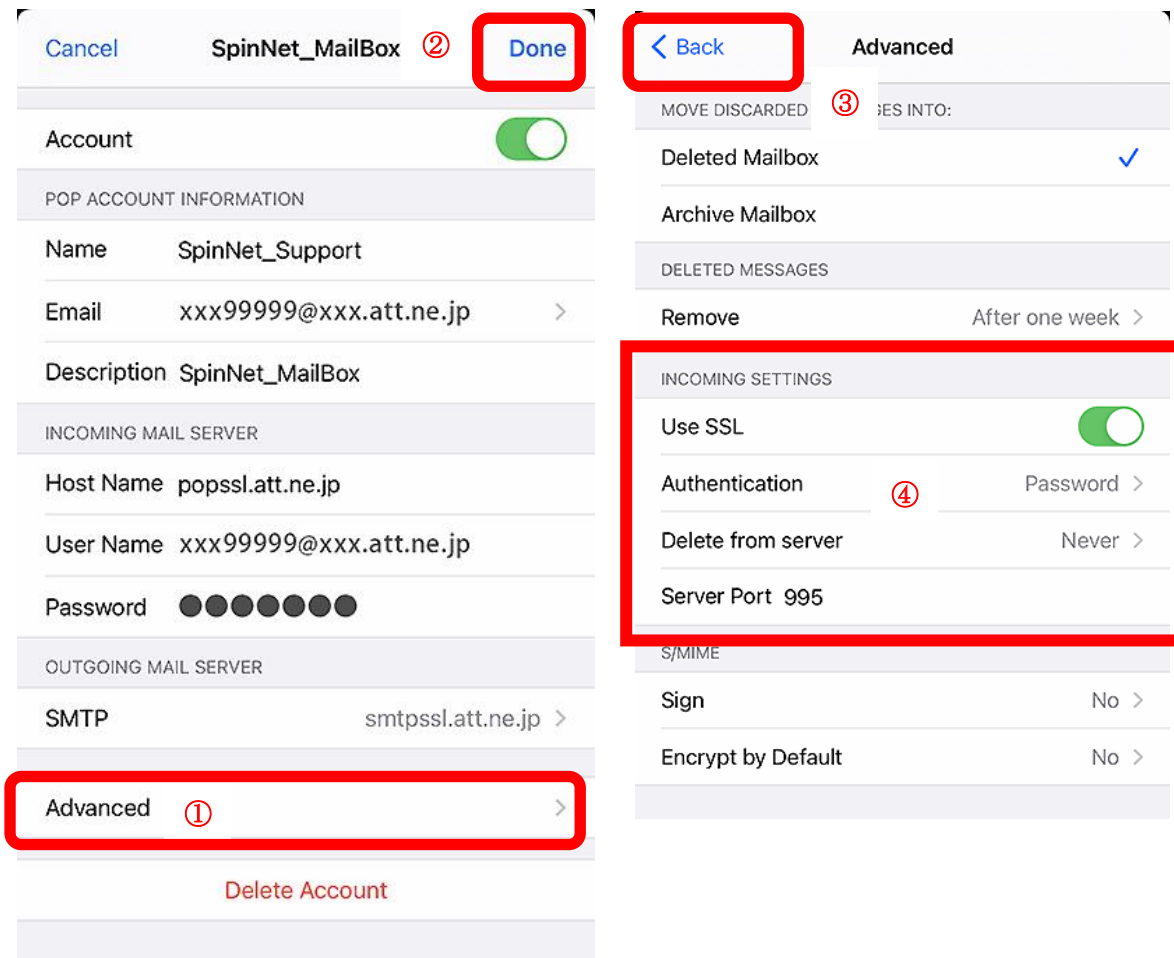 Cancel SpinNet_MailBox ② Done
Account
POP ACCOUNT INFORMATION
Name SpinNet_Support
Email xxx99999@xxx.att.ne.jp
Description SpinNet_MailBox
INCOMING MAIL SERVER
Host Name popssl.att.ne.jp
User Name xxx99999@xxx.att.ne.jp
Password ●●●●●●●
OUTGOING MAIL SERVER
SMTP smtpssl.att.ne.jp
Advanced ①
Delete Account
Back Advanced
③
MOVE DISCARDED GES INTO:
Deleted Mailbox
Archive Mailbox
DELETED MESSAGES
Remove After one week
INCOMING SETTINGS
Use SSL
Authentication ④ Password
Delete from server Never
Server Port 995
S/MIME
Sign No
Encrypt by Default No